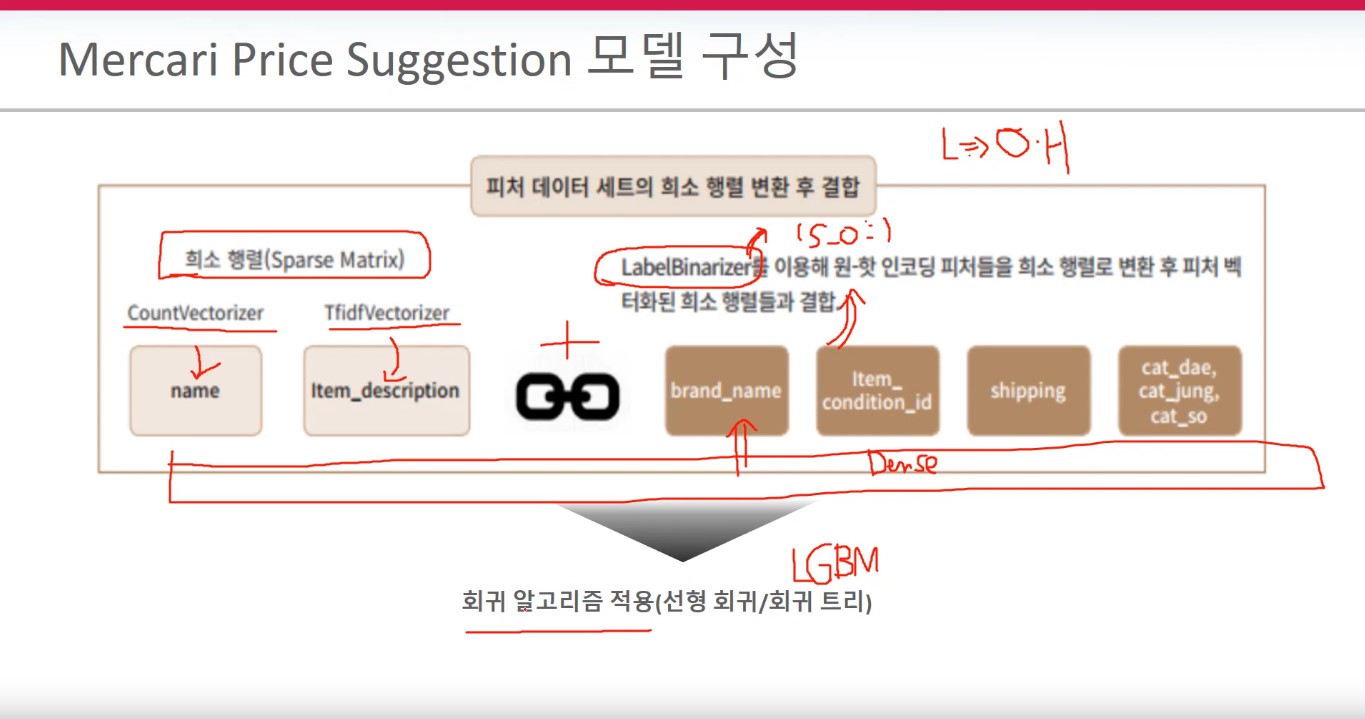 Mercari Price Suggestion 모델 구성
L => O.H
피처 데이터 세트의 희소 행렬 변환 후 결합
희소 행렬(Sparse Matrix)
LabelBinarizer를 이용해 원-핫 인코딩 피처들을 희소 행렬로 변환 후 피처 벡
터화된 희소 행렬들과 결합
CountVectorizer
TfidfVectorizer
+
name
Item_description
brand_name
Item_
condition_id
shipping
cat_dae,
cat_jung,
cat_so
Dense
LGBM
회귀 알고리즘 적용(선형 회귀/회귀 트리)